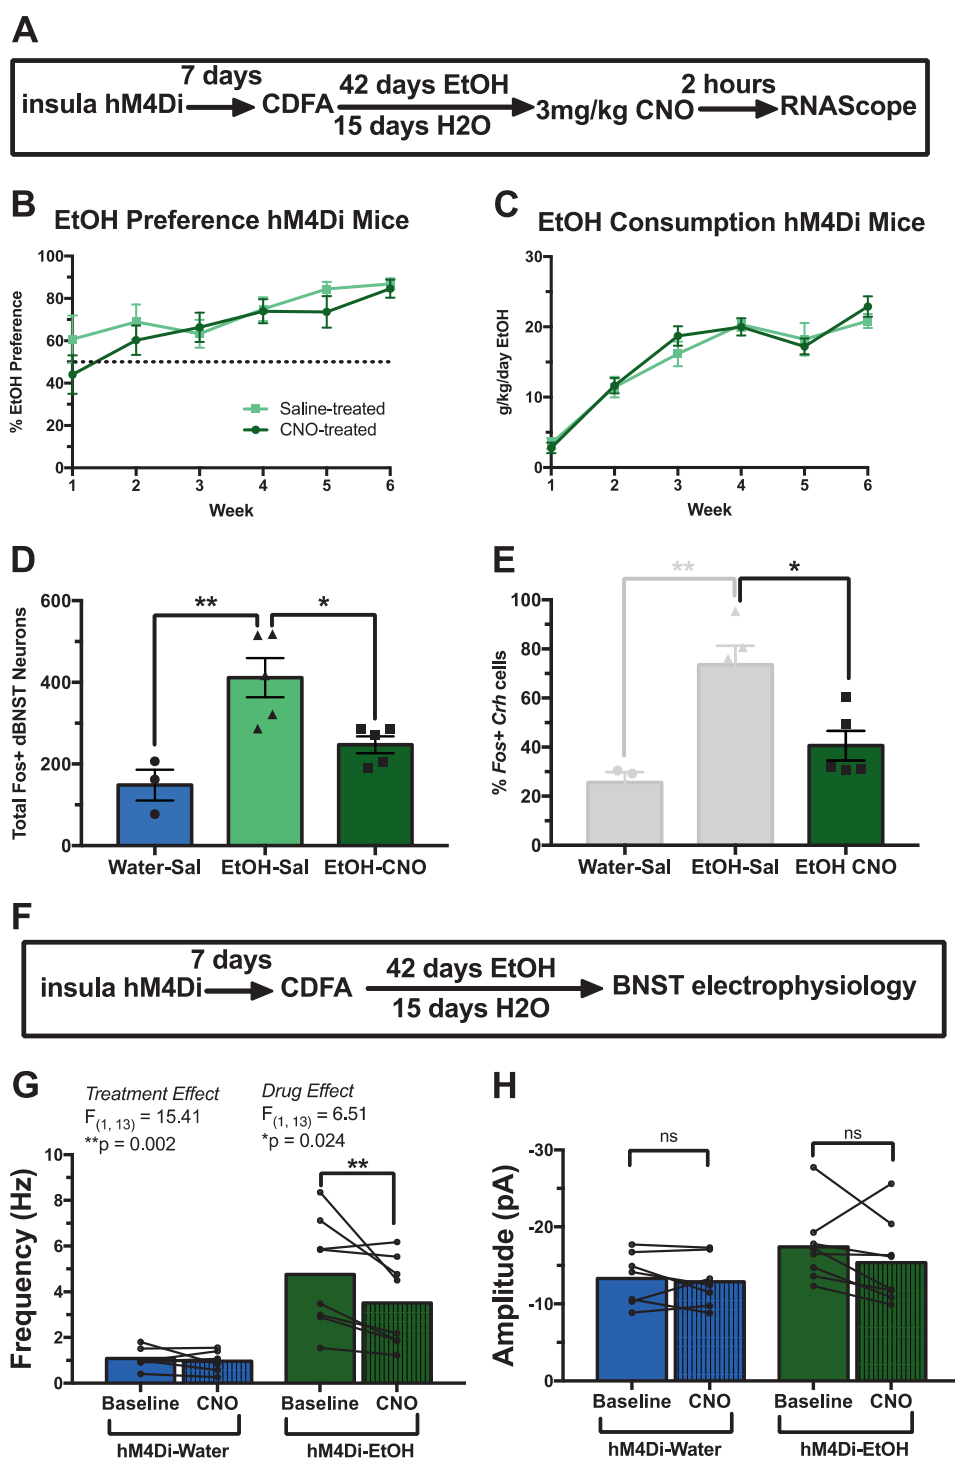 A
insula hM4Di 7 days CDFA 42 days EtOH 15 days H2O 3mg/kg CNO 2 hours RNAScope
B
EtOH Preference hM4Di Mice
% EtOH Preference
100
80
60
40
20
0
Saline-treated
CNO-treated
1 2 3 4 5 6
Week
C
EtOH Consumption hM4Di Mice
g/kg/day EtOH
30
20
10
0
1 2 3 4 5 6
Week
D
Total Fos+ dBNST Neurons
600
400
200
0
** *
Water-Sal EtOH-Sal EtOH-CNO
E
% Fos+ Crh cells
100
80
60
40
20
0
** *
Water-Sal EtOH-Sal EtOH CNO
F
insula hM4Di 7 days CDFA 42 days EtOH 15 days H2O BNST electrophysiology
G
Treatment Effect
F(1, 13) = 15.41
**p = 0.002
Drug Effect
F(1, 13) = 6.51
*p = 0.024
Frequency (Hz)
10
8
6
4
2
0
**
Baseline CNO Baseline CNO
hM4Di-Water hM4Di-EtOH
H
Amplitude (pA)
-30
-20
-10
0
ns ns
Baseline CNO Baseline CNO
hM4Di-Water hM4Di-EtOH